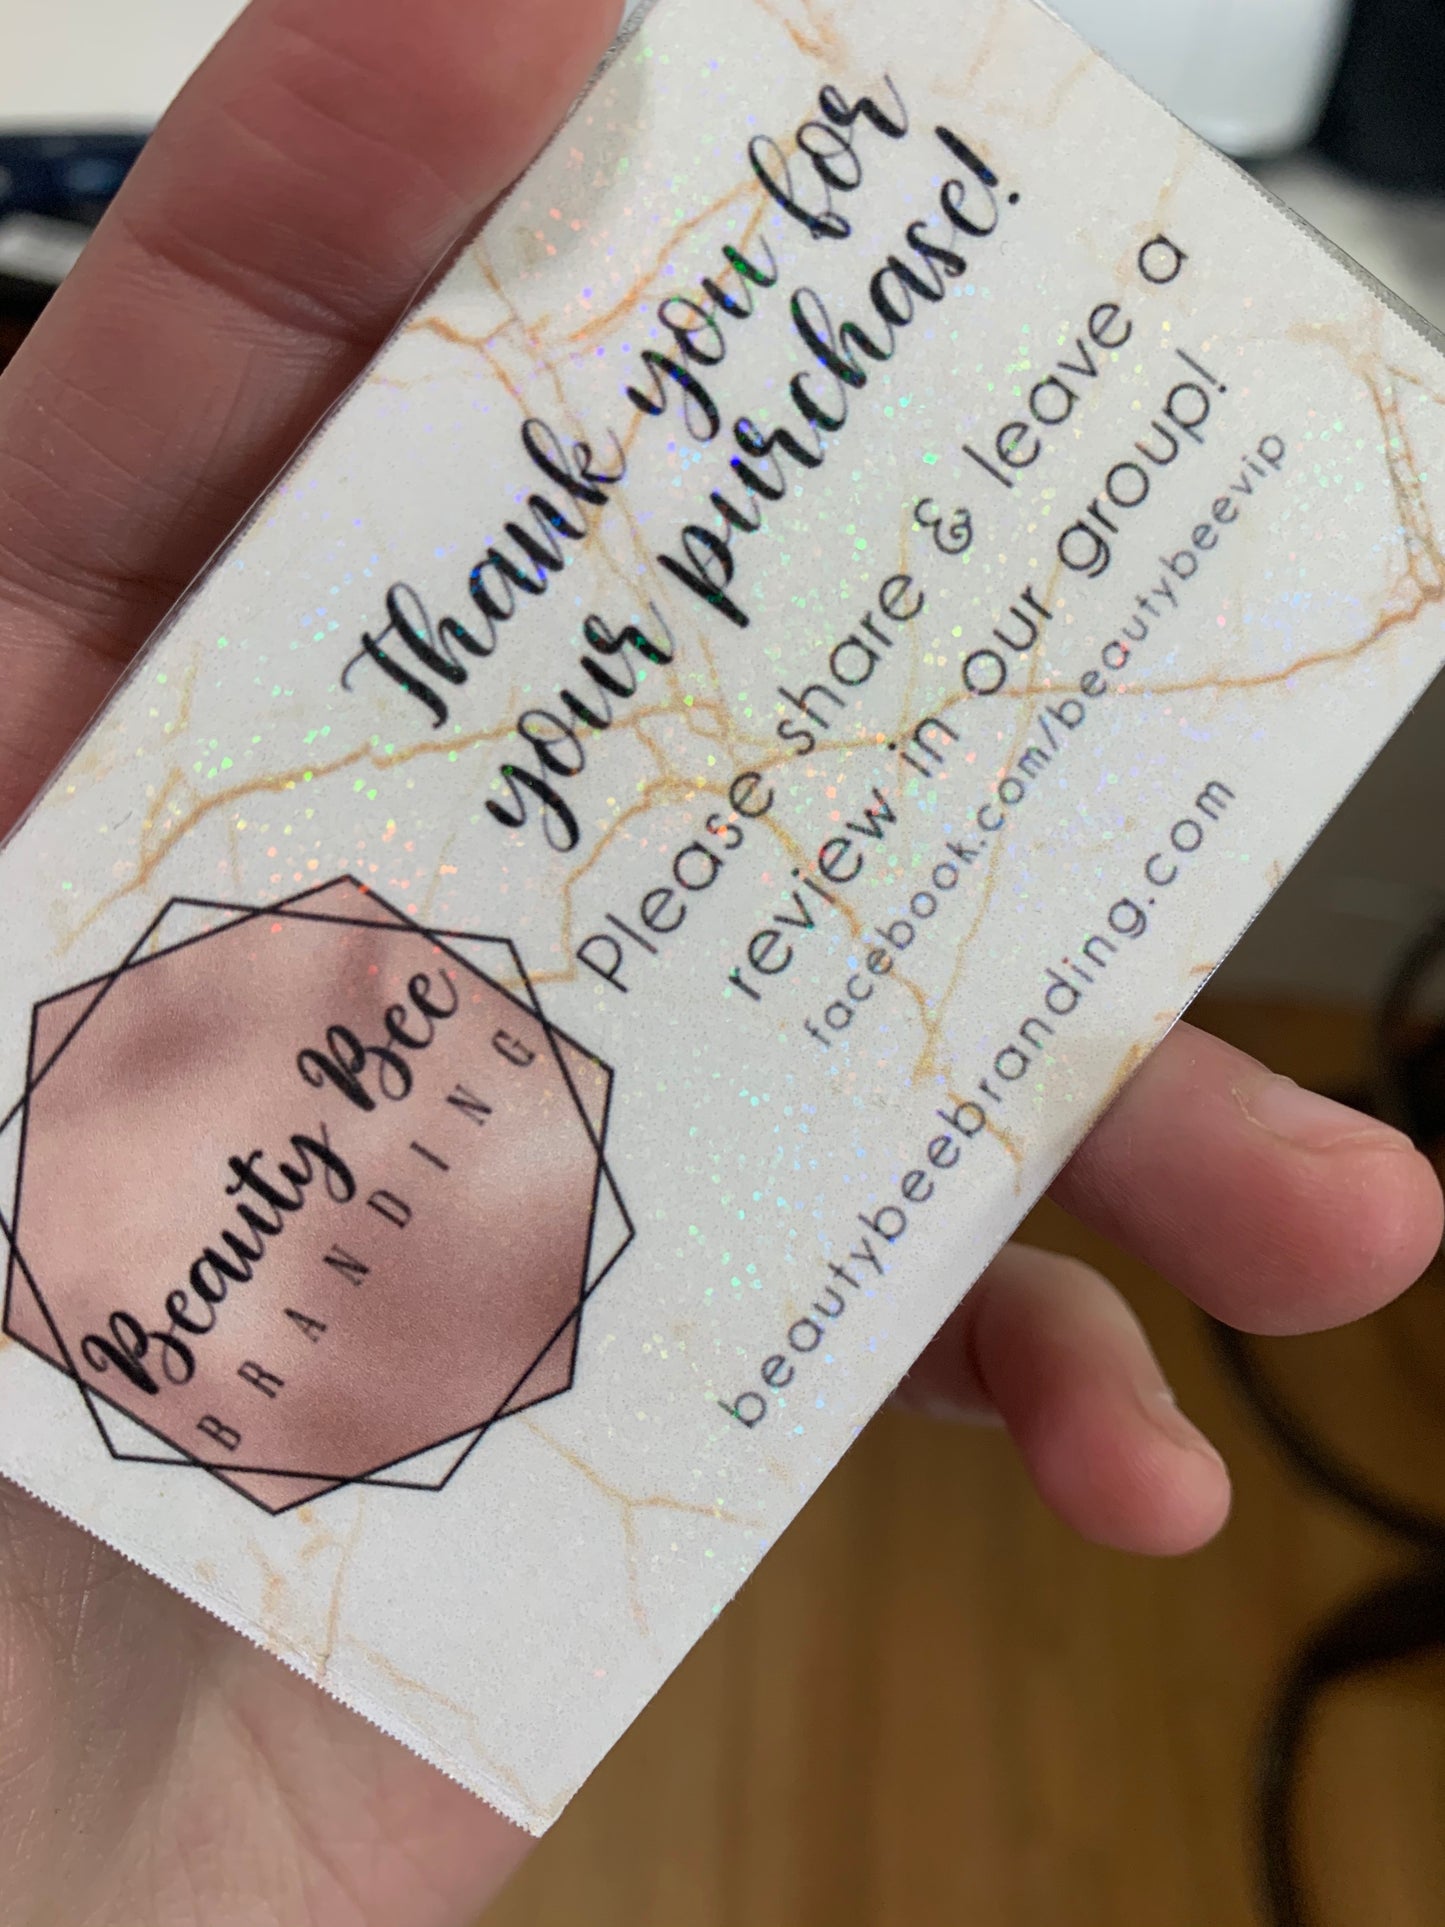 Thank you for
your purchase!
Please share & leave a
review in our group!
facebook.com/beautybeevip
beautybeebranding.com
Beauty Bee
BRANDING